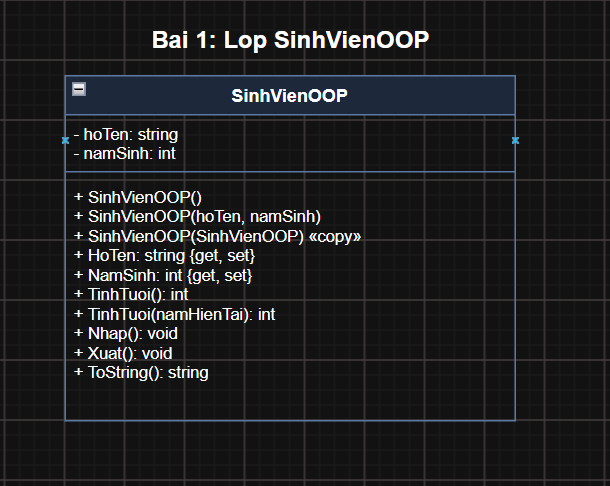 Bai 1: Lop SinhVienOOP
SinhVienOOP
- hoTen: string
- namSinh: int
+ SinhVienOOP()
+ SinhVienOOP(hoTen, namSinh)
+ SinhVienOOP(SinhVienOOP) «copy»
+ HoTen: string {get, set}
+ NamSinh: int {get, set}
+ TinhTuoi(): int
+ TinhTuoi(namHienTai): int
+ Nhap(): void
+ Xuat(): void
+ ToString(): string